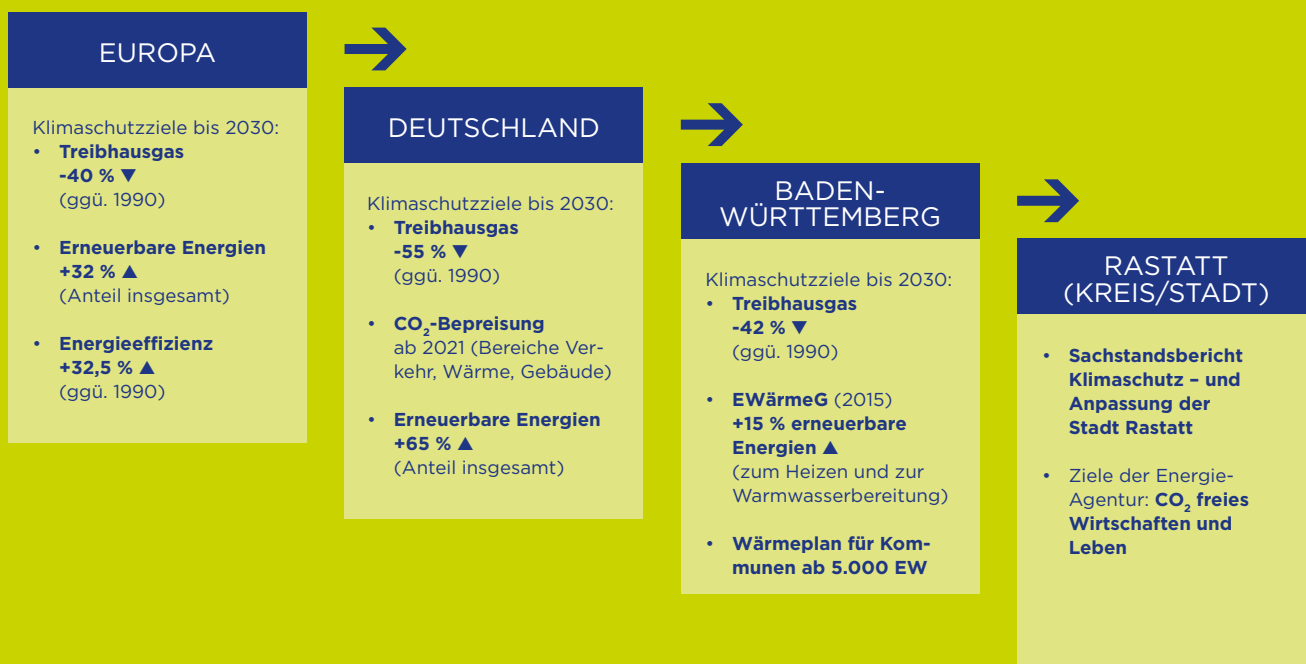 EUROPA
Klimaschutzziele bis 2030:
• Treibhausgas
-40 % ▼
(ggü. 1990)
• Erneuerbare Energien
+32 % ▲
(Anteil insgesamt)
• Energieeffizienz
+32,5 % ▲
(ggü. 1990)
DEUTSCHLAND
Klimaschutzziele bis 2030:
• Treibhausgas
-55 % ▼
(ggü. 1990)
• CO₂-Bepreisung
ab 2021 (Bereiche Ver-
kehr, Wärme, Gebäude)
• Erneuerbare Energien
+65 % ▲
(Anteil insgesamt)
BADEN-
WÜRTTEMBERG
Klimaschutzziele bis 2030:
• Treibhausgas
-42 % ▼
(ggü. 1990)
• EWärmeG (2015)
+15 % erneuerbare
Energien ▲
(zum Heizen und zur
Warmwasserbereitung)
• Wärmeplan für Kom-
munen ab 5.000 EW
RASTATT
(KREIS/STADT)
• Sachstandsbericht
Klimaschutz – und
Anpassung der
Stadt Rastatt
• Ziele der Energie-
Agentur: CO₂ freies
Wirtschaften und
Leben